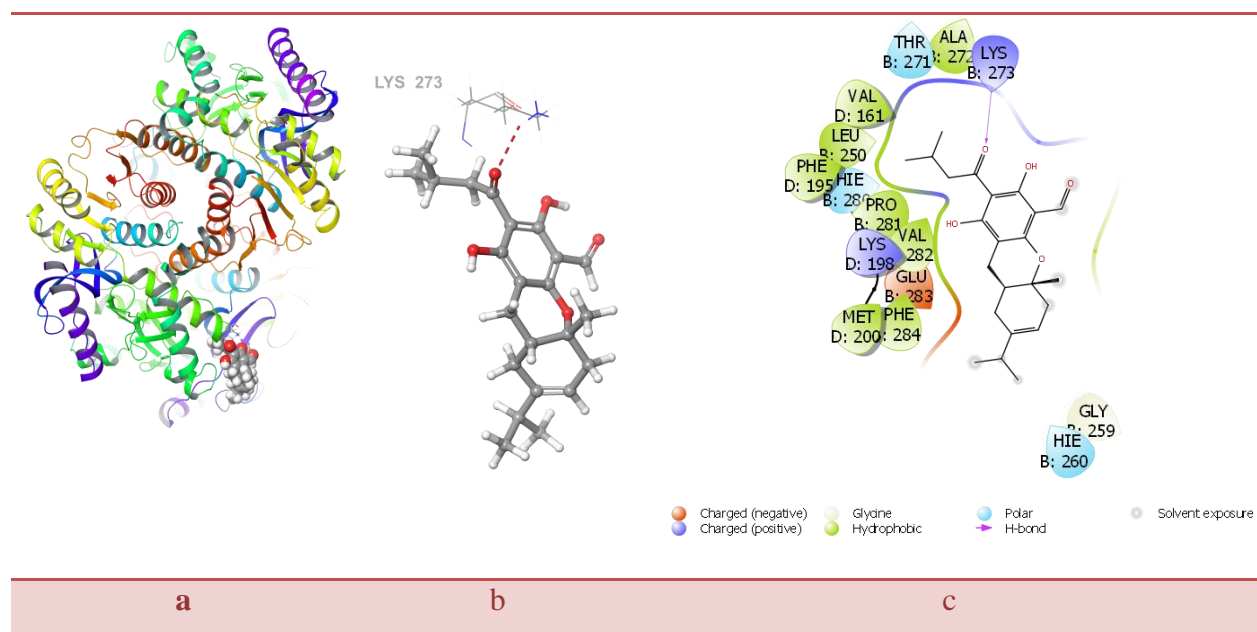 LYS 273
THR
B: 271
ALA
B: 272
LYS
B: 273
VAL
D: 161
LEU
B: 250
PHE
D: 195
HIE
B: 280
PRO
B: 281
VAL
282
LYS
D: 198
GLU
B: 283
MET
D: 200
PHE
284
GLY
B: 259
HIE
B: 260
O
OH
O
HO
O
Charged (negative)
Charged (positive)
Glycine
Hydrophobic
Polar
H-bond
Solvent exposure
a
b
c